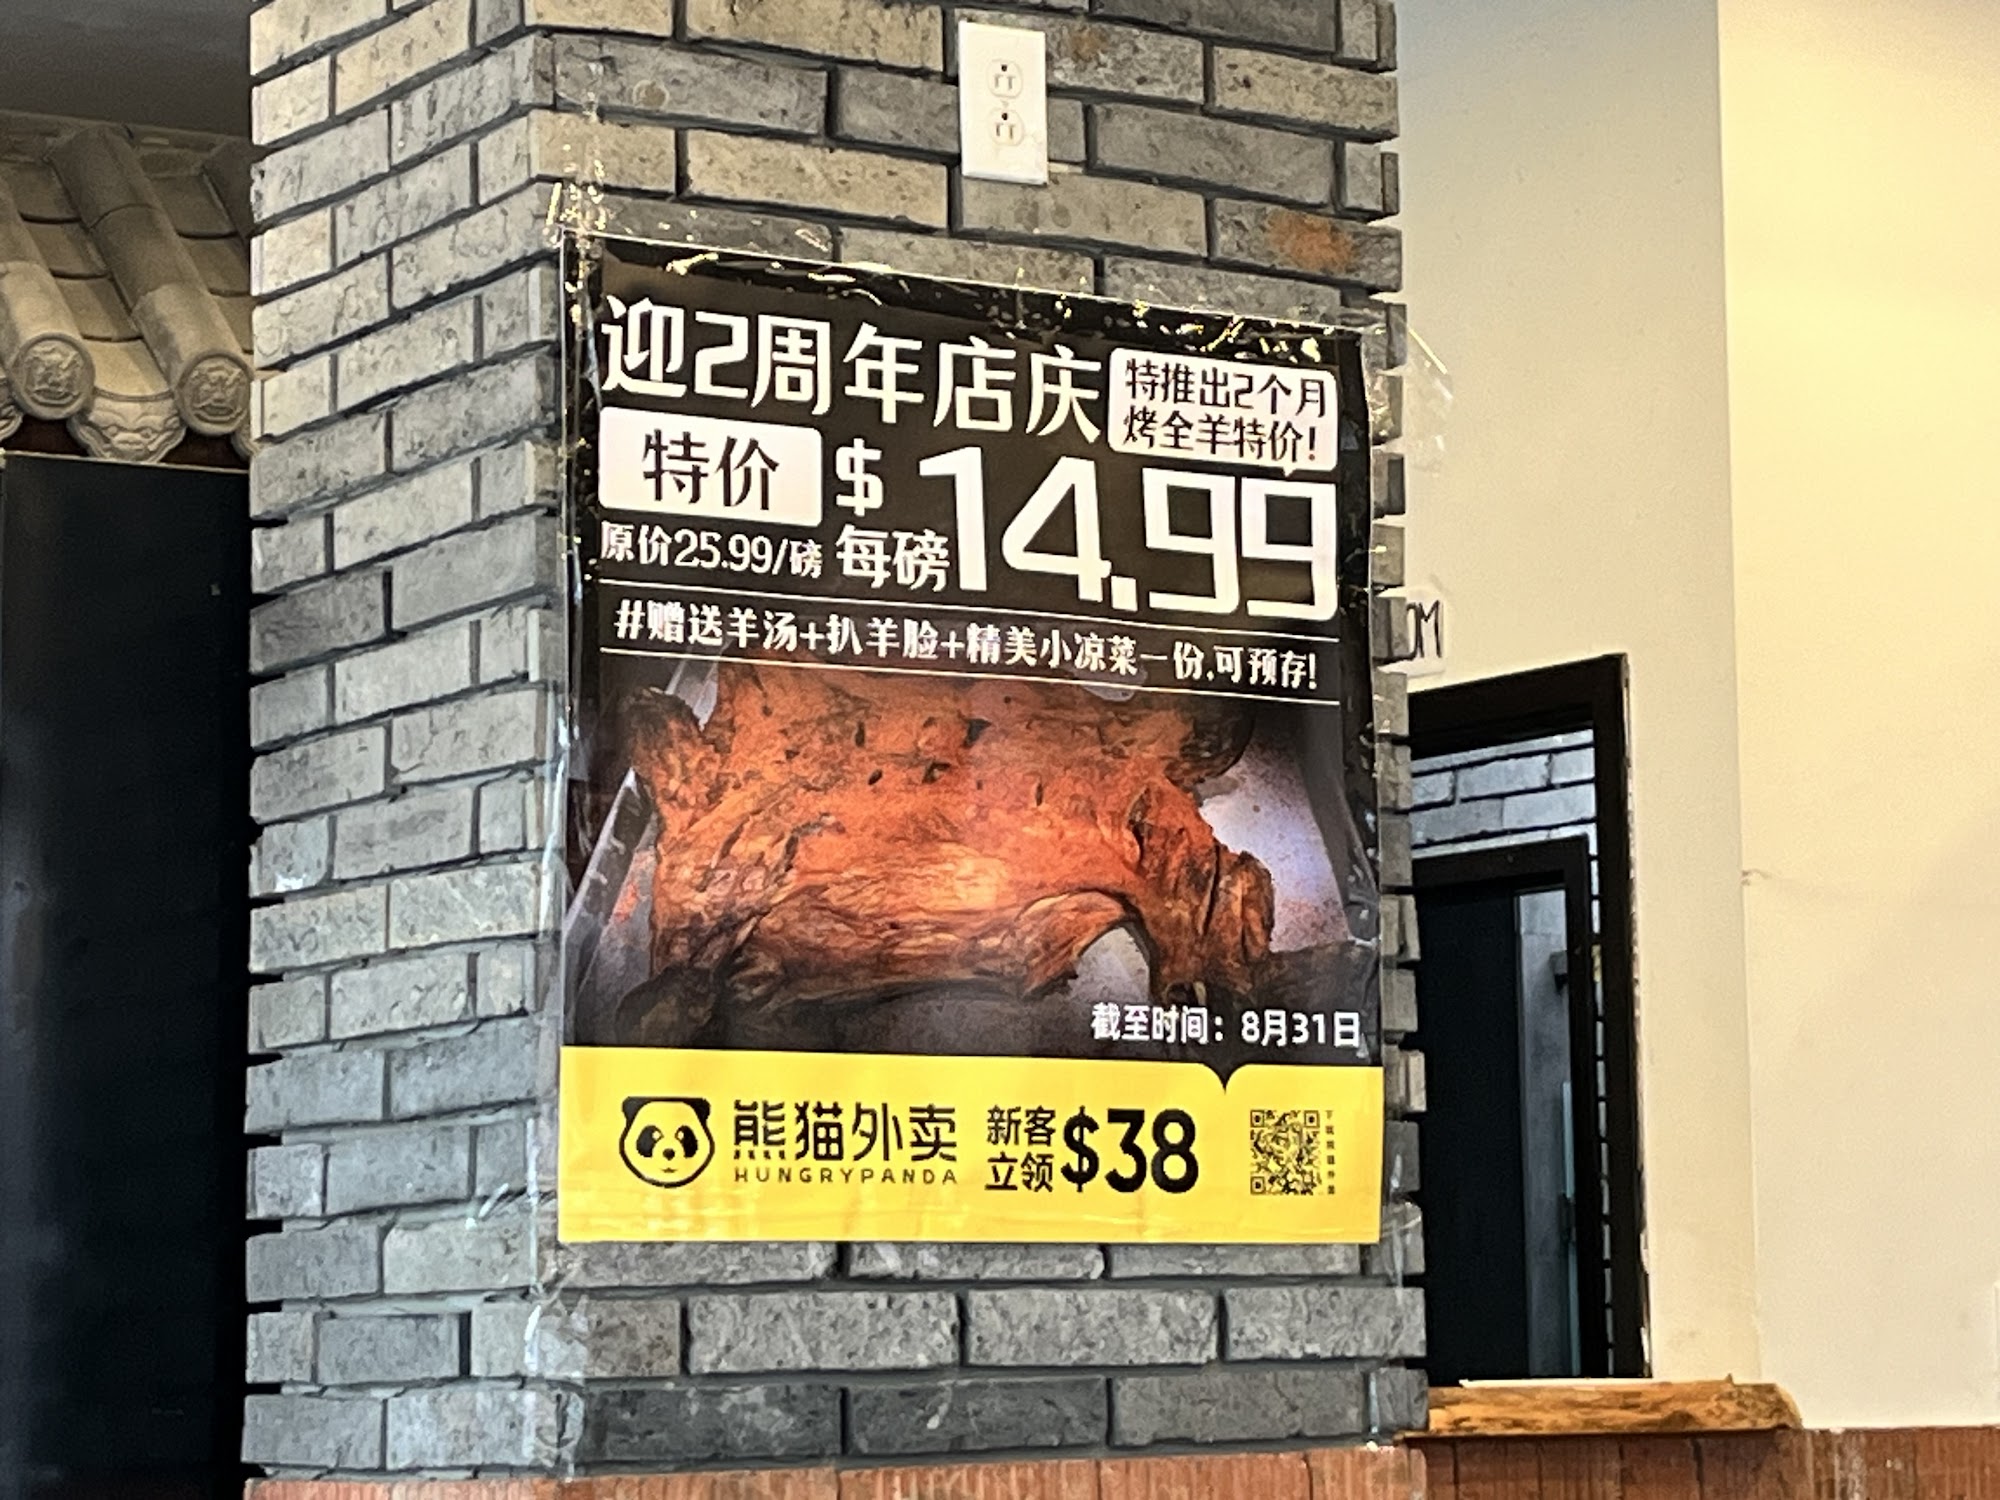 迎2周年店庆
特推出2个月
烤全羊特价!
特价
$14.99
原价25.99/磅
每磅
#赠送羊汤+扒羊脸+精美小凉菜一份,可预存!
截至时间：8月31日
熊猫外卖
HUNGRYPANDA
新客
立领
$38
OM